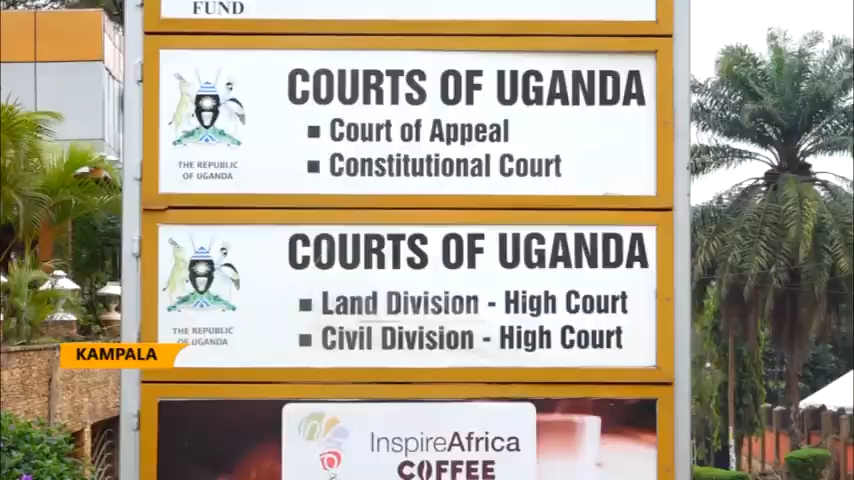 FUND
COURTS OF UGANDA
Court of Appeal
Constitutional Court
THE REPUBLIC
OF UGANDA
COURTS OF UGANDA
Land Division - High Court
Civil Division - High Court
THE REPUBLIC
OF UGANDA
KAMPALA
InspireAfrica
COFFEE